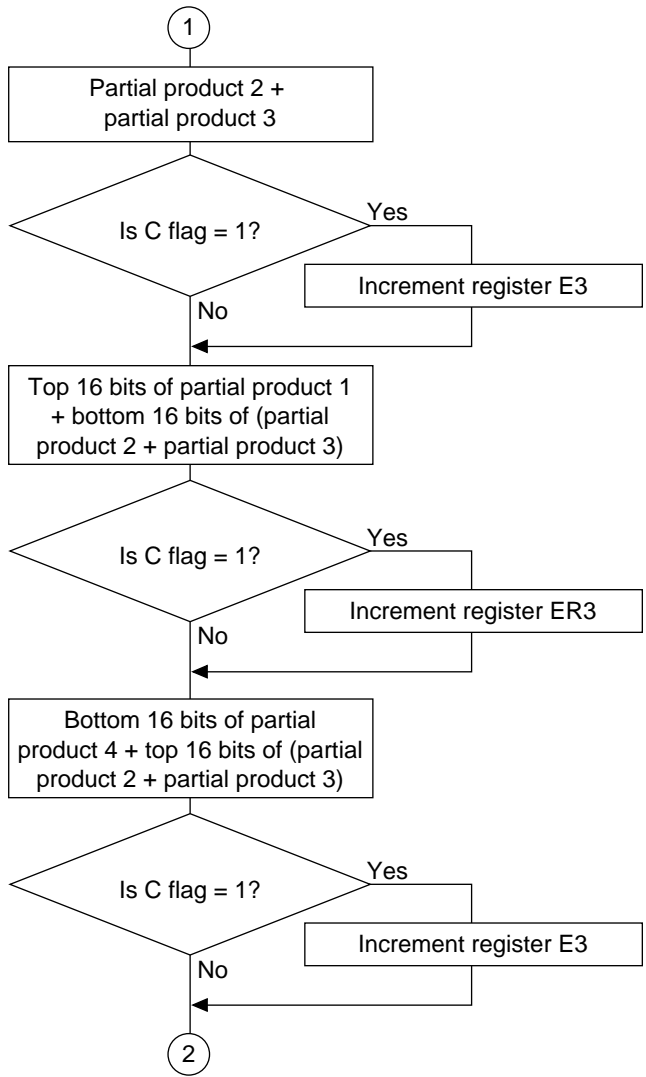 1
Partial product 2 +
partial product 3
Is C flag = 1?
Yes
Increment register E3
No
Top 16 bits of partial product 1
+ bottom 16 bits of (partial
product 2 + partial product 3)
Is C flag = 1?
Yes
Increment register ER3
No
Bottom 16 bits of partial
product 4 + top 16 bits of (partial
product 2 + partial product 3)
Is C flag = 1?
Yes
Increment register E3
No
2